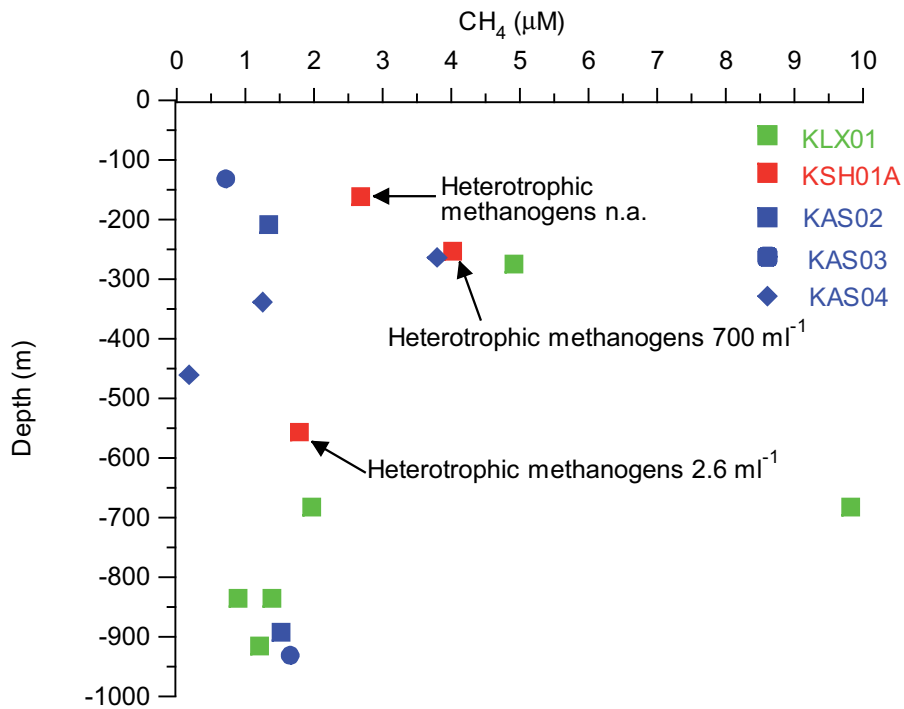 CH₄ (μM)
0 1 2 3 4 5 6 7 8 9 10
0
-100
-200
-300
-400
-500
-600
-700
-800
-900
-1000
Depth (m)
KLX01
KSH01A
KAS02
KAS03
KAS04
Heterotrophic
methanogens n.a.
Heterotrophic methanogens 700 ml⁻¹
Heterotrophic methanogens 2.6 ml⁻¹